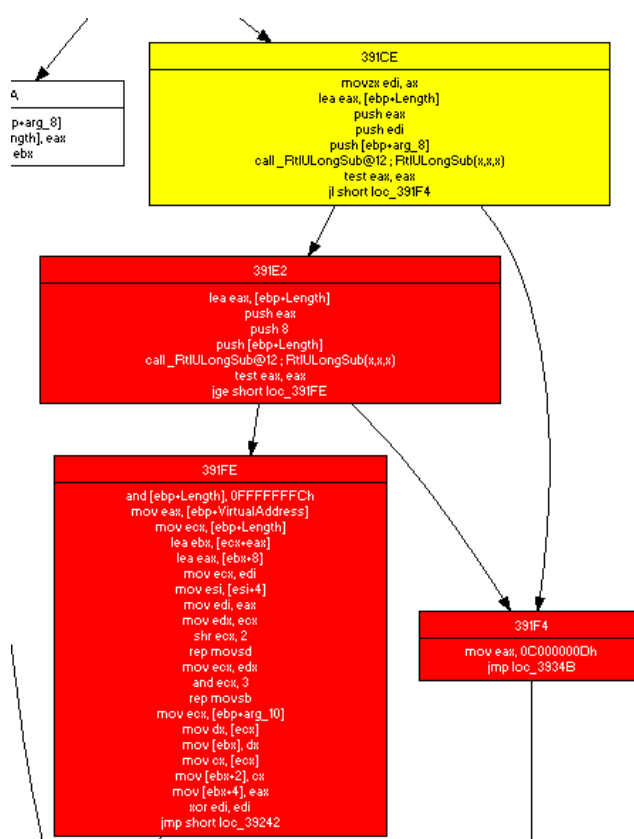 391CE
movzx edi, ax
lea eax, [ebp+Length]
push eax
push edi
push [ebp+arg_8]
call _RtlULongSub@12 ; RtlULongSub(x,x,x)
test eax, eax
jl short loc_391F4
A
p+arg_8]
ngth], eax
ebx
391E2
lea eax, [ebp+Length]
push eax
push 8
push [ebp+Length]
call _RtlULongSub@12 ; RtlULongSub(x,x,x)
test eax, eax
jge short loc_391FE
391FE
and [ebp+Length], 0FFFFFFFCh
mov eax, [ebp+VirtualAddress]
mov ecx, [ebp+Length]
lea ebx, [ecx+eax]
lea eax, [ebx+8]
mov ecx, edi
mov esi, [esi+4]
mov edi, eax
mov edx, ecx
shr ecx, 2
rep movsd
mov ecx, edx
and ecx, 3
rep movsb
mov ecx, [ebp+arg_10]
mov dx, [ecx]
mov [ebx], dx
mov cx, [ecx]
mov [ebx+2], cx
mov [ebx+4], eax
xor edi, edi
jmp short loc_39242
391F4
mov eax, 0C000000Dh
jmp loc_3934B